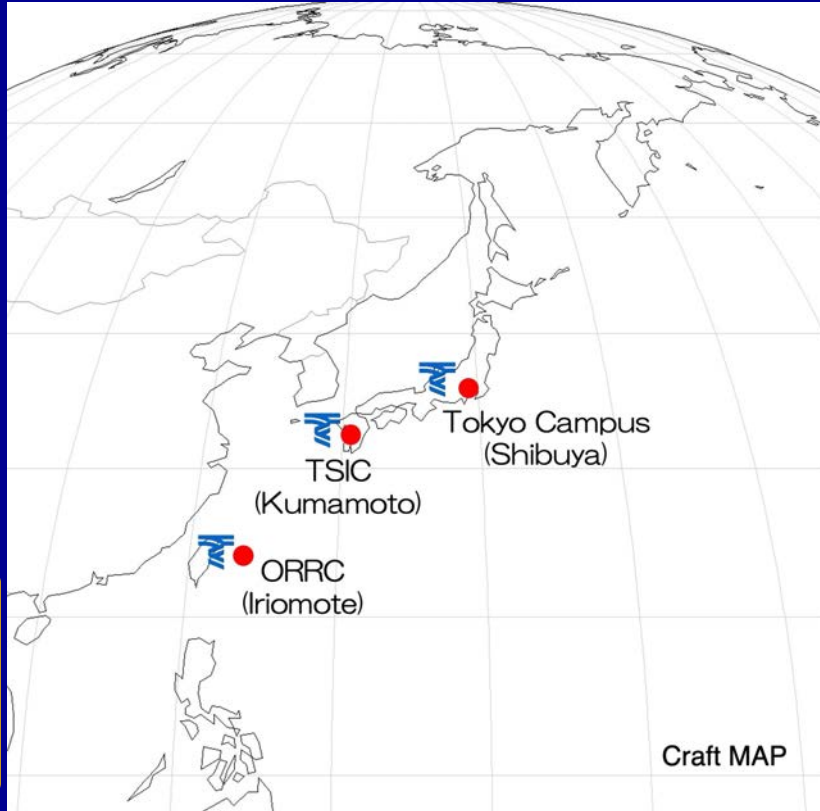 Tokyo Campus
(Shibuya)
TSIC
(Kumamoto)
ORRC
(Iriomote)
Craft MAP